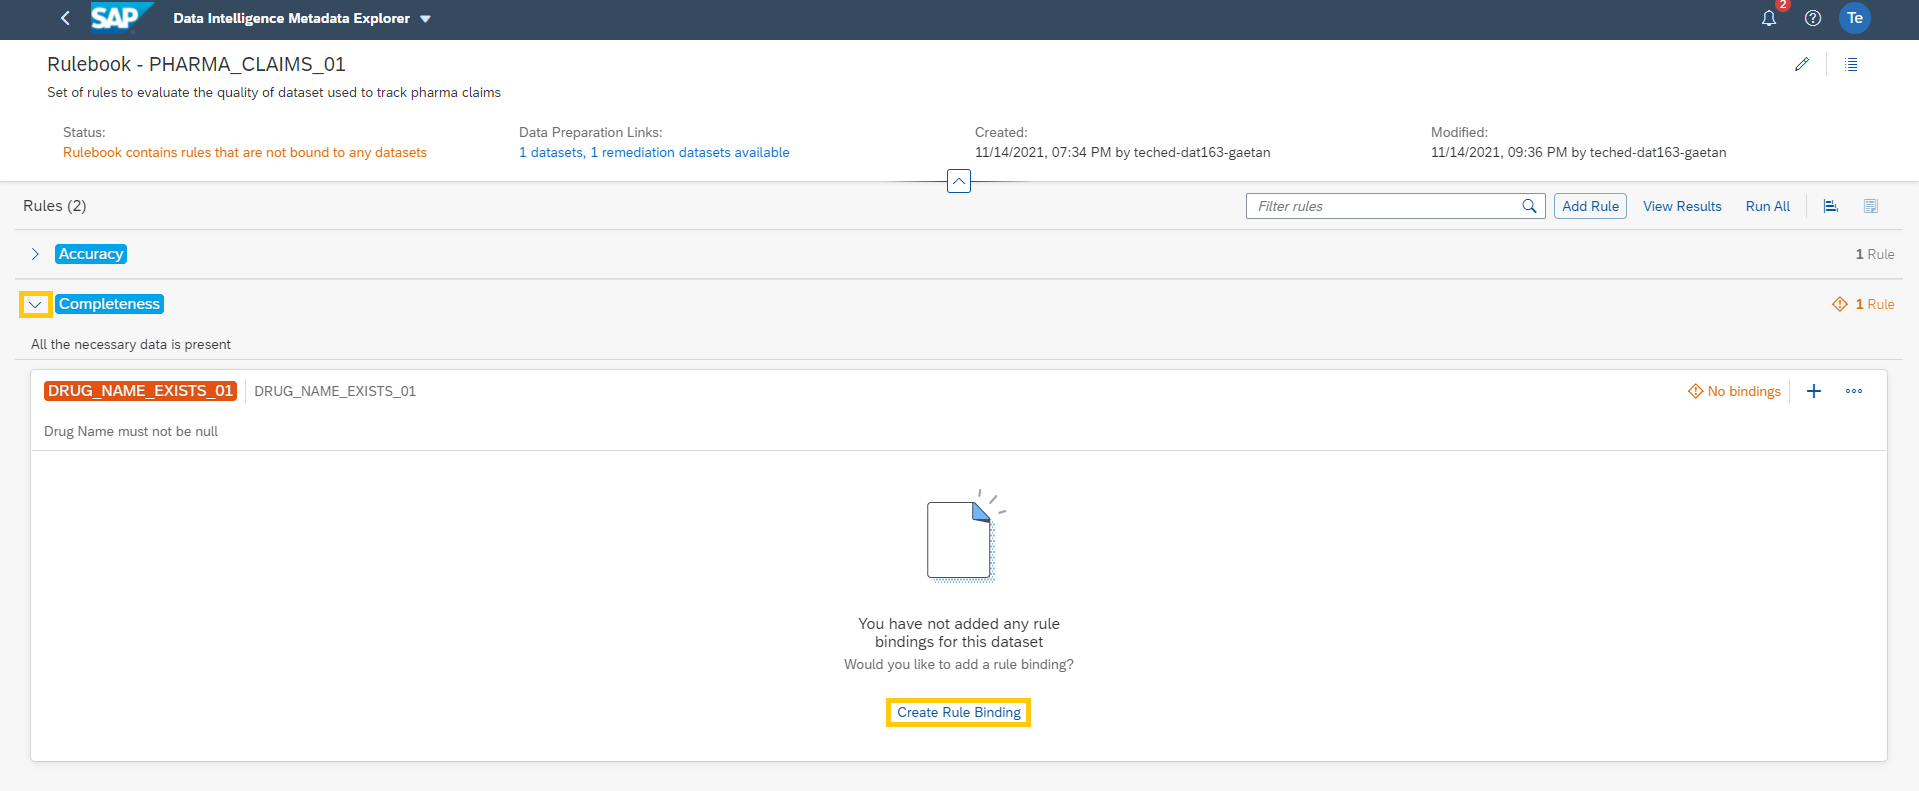 SAP Data Intelligence Metadata Explorer 2 Te
Rulebook - PHARMA_CLAIMS_01
Set of rules to evaluate the quality of dataset used to track pharma claims
Status: Data Preparation Links: Created: Modified:
Rulebook contains rules that are not bound to any datasets 1 datasets, 1 remediation datasets available 11/14/2021, 07:34 PM by teched-dat163-gaetan 11/14/2021, 09:36 PM by teched-dat163-gaetan
Rules (2) Filter rules Add Rule View Results Run All
Accuracy 1 Rule
Completeness 1 Rule
All the necessary data is present
DRUG_NAME_EXISTS_01 DRUG_NAME_EXISTS_01 No bindings
Drug Name must not be null
You have not added any rule
bindings for this dataset
Would you like to add a rule binding?
Create Rule Binding